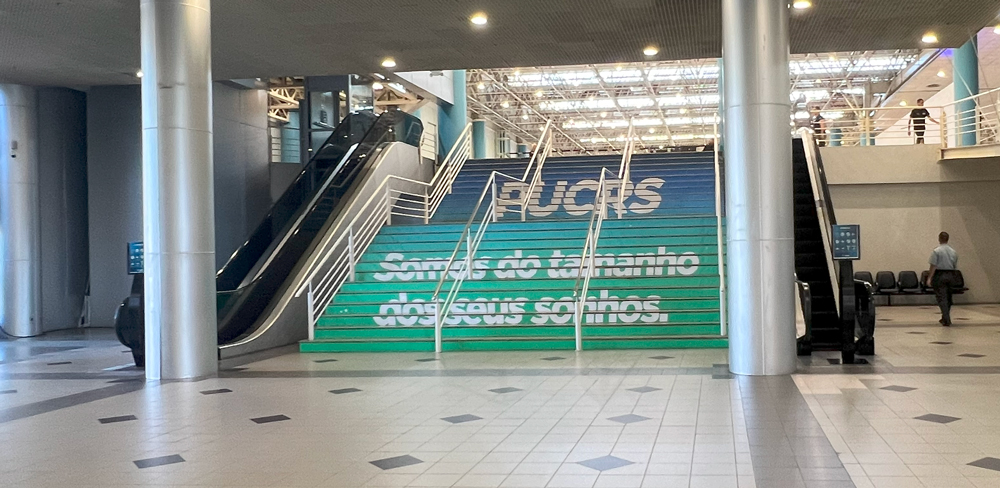 PUCRS
Somos do tamanho
dos seus sonhos.